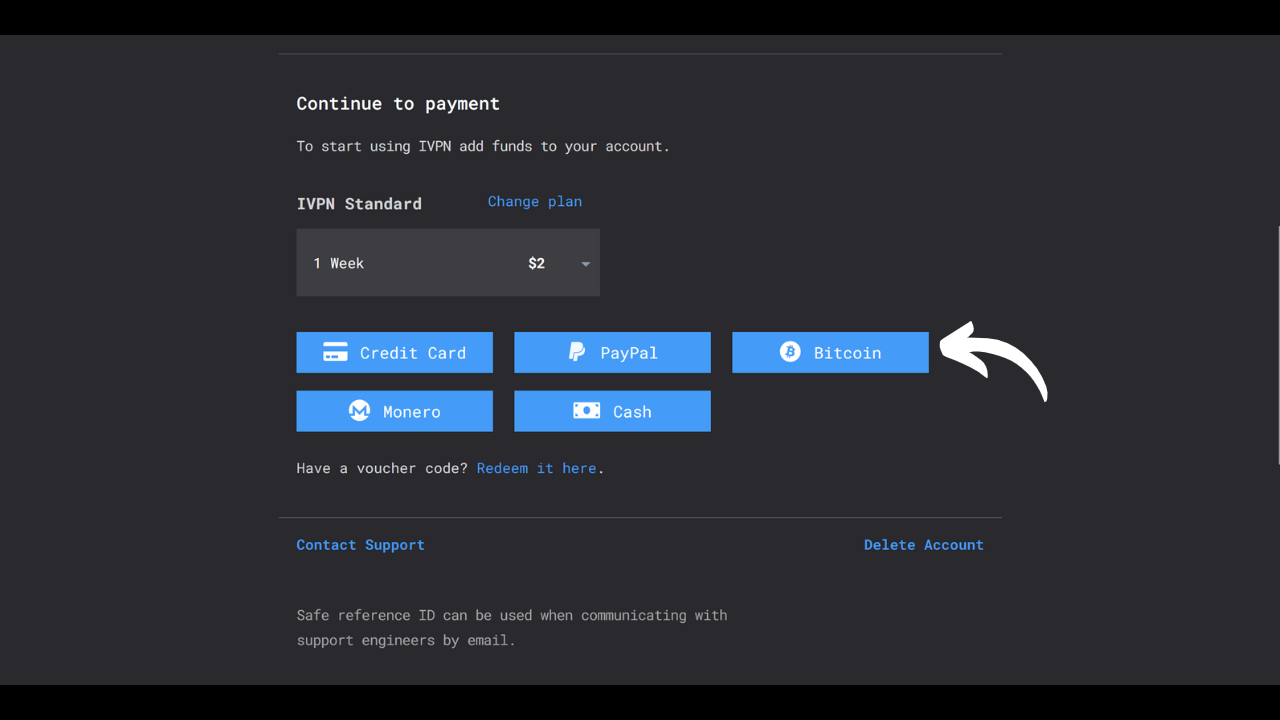 Continue to payment
To start using IVPN add funds to your account.
IVPN Standard Change plan
1 Week $2
Credit Card PayPal Bitcoin
Monero Cash
Have a voucher code? Redeem it here.
Contact Support Delete Account
Safe reference ID can be used when communicating with
support engineers by email.